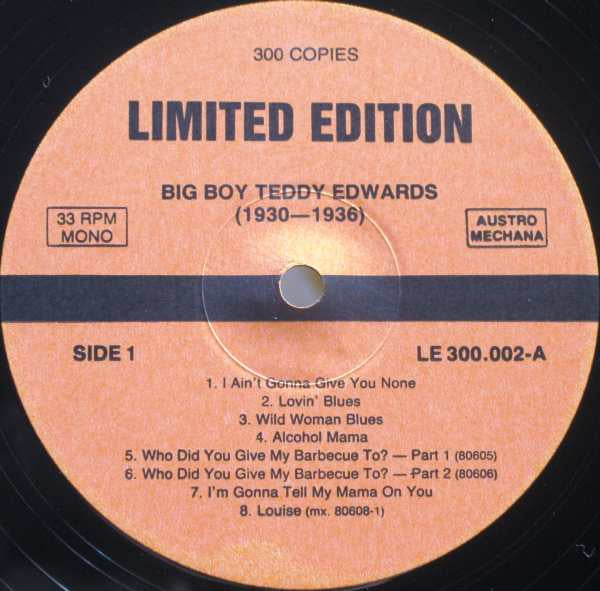 300 COPIES
LIMITED EDITION
BIG BOY TEDDY EDWARDS
(1930—1936)
33 RPM
MONO
AUSTRO
MECHANA
SIDE 1
LE 300.002-A
1. I Ain't Gonna Give You None
2. Lovin' Blues
3. Wild Woman Blues
4. Alcohol Mama
5. Who Did You Give My Barbecue To? — Part 1 (80605)
6. Who Did You Give My Barbecue To? — Part 2 (80606)
7. I'm Gonna Tell My Mama On You
8. Louise (mx. 80608-1)